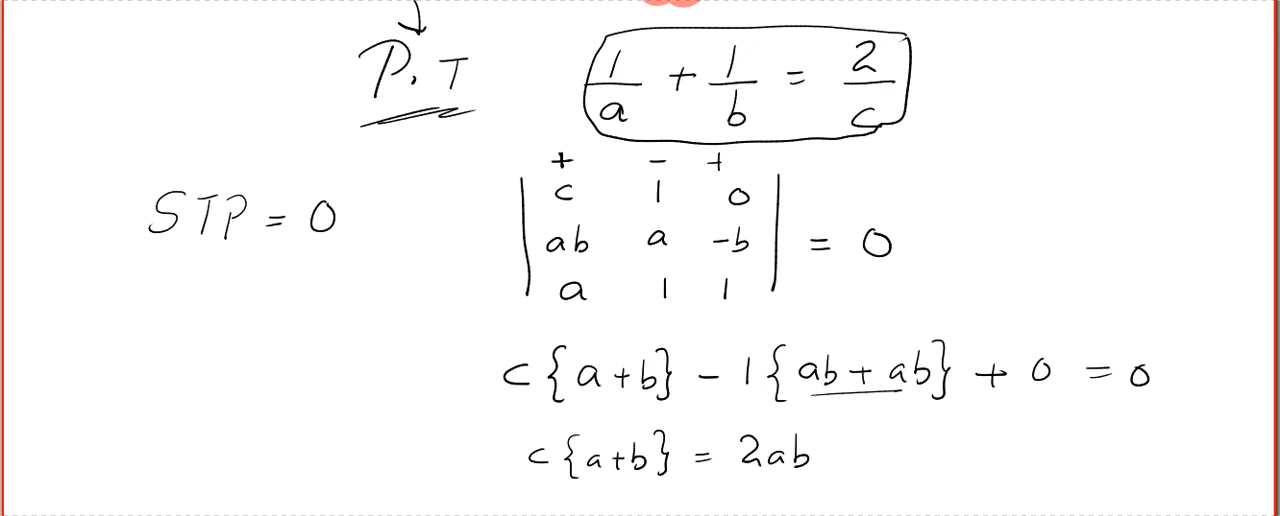 P.T 1/a + 1/b = 2/c
+ - +
STP = 0
| c 1 0 |
| ab a -b | = 0
| a 1 1 |
c{a+b} - 1{ab+ab} + 0 = 0
c{a+b} = 2ab